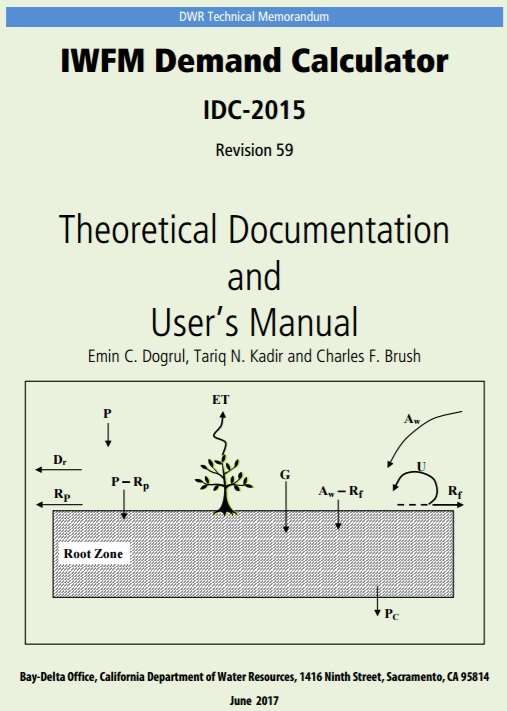 DWR Technical Memorandum
IWFM Demand Calculator
IDC-2015
Revision 59
Theoretical Documentation
and
User's Manual
Emin C. Dogrul, Tariq N. Kadir and Charles F. Brush
ET
P
Aw
Dr
U
P – Rp
G
RP
Aw – Rf
Rf
Root Zone
PC
Bay-Delta Office, California Department of Water Resources, 1416 Ninth Street, Sacramento, CA 95814
June 2017